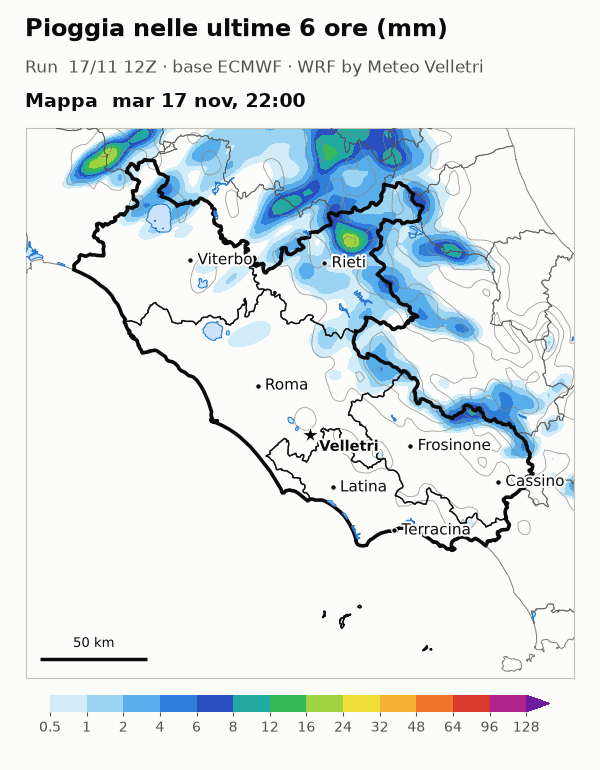 Pioggia nelle ultime 6 ore (mm)
Run  17/11 12Z · base ECMWF · WRF by Meteo Velletri
Mappa  mar 17 nov, 22:00
Viterbo
Rieti
Roma
Velletri
Frosinone
Latina
Cassino
Terracina
50 km
0.5 1 2 4 6 8 12 16 24 32 48 64 96 128